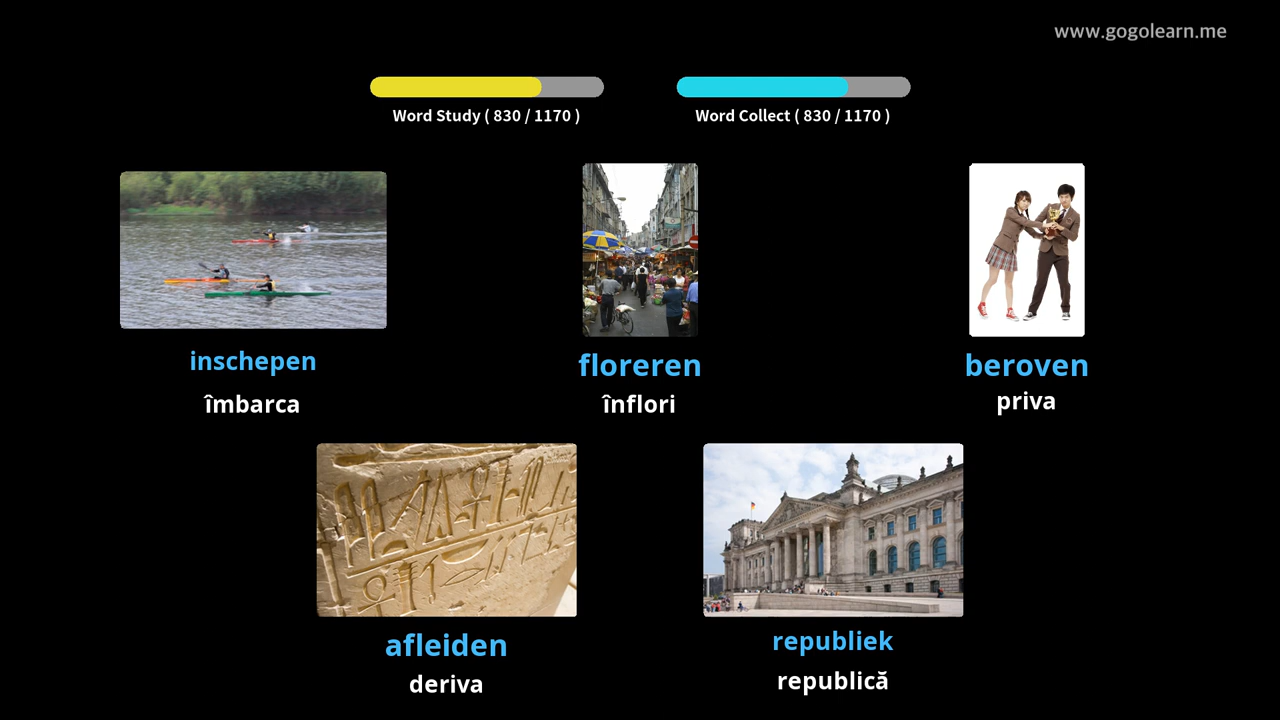 www.gogolearn.me
Word Study ( 830 / 1170 )
Word Collect ( 830 / 1170 )
inschepen
îmbarca
floreren
înflori
beroven
priva
afleiden
deriva
republiek
republică